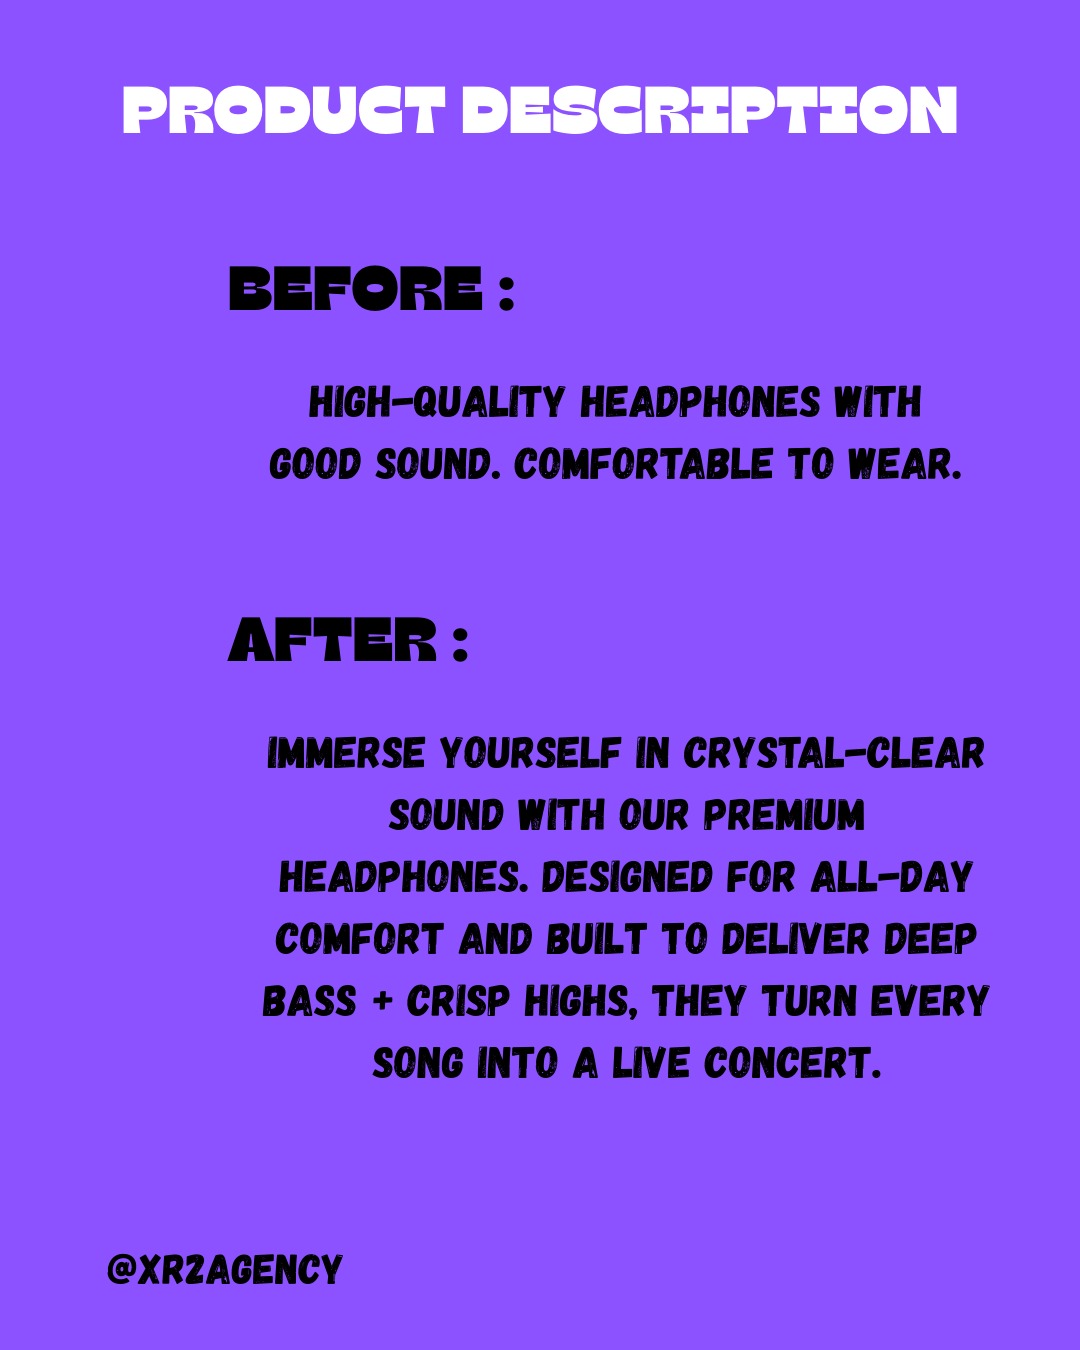 PRODUCT DESCRIPTION
BEFORE :
HIGH-QUALITY HEADPHONES WITH
GOOD SOUND. COMFORTABLE TO WEAR.
AFTER :
IMMERSE YOURSELF IN CRYSTAL-CLEAR
SOUND WITH OUR PREMIUM
HEADPHONES. DESIGNED FOR ALL-DAY
COMFORT AND BUILT TO DELIVER DEEP
BASS + CRISP HIGHS, THEY TURN EVERY
SONG INTO A LIVE CONCERT.
@XR2AGENCY